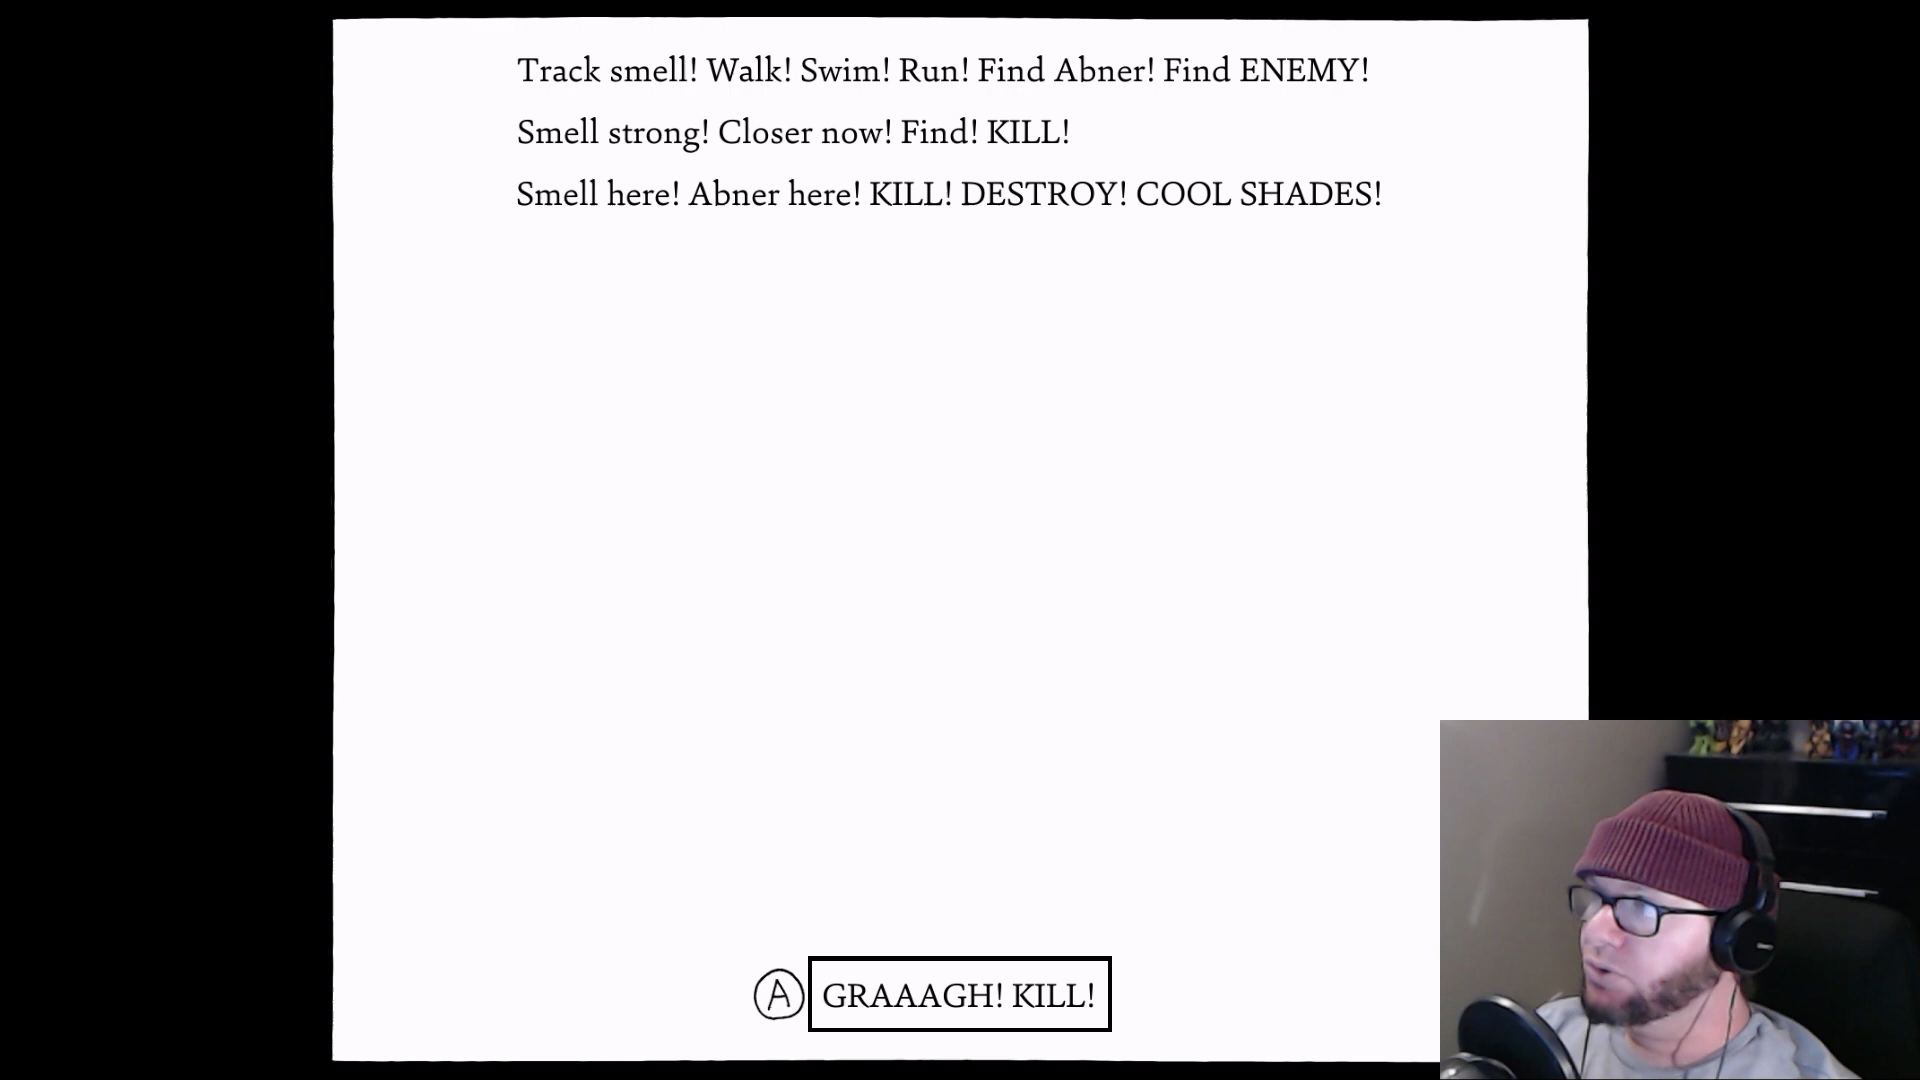 Track smell! Walk! Swim! Run! Find Abner! Find ENEMY!
Smell strong! Closer now! Find! KILL!
Smell here! Abner here! KILL! DESTROY! COOL SHADES!
A GRAAAGH! KILL!